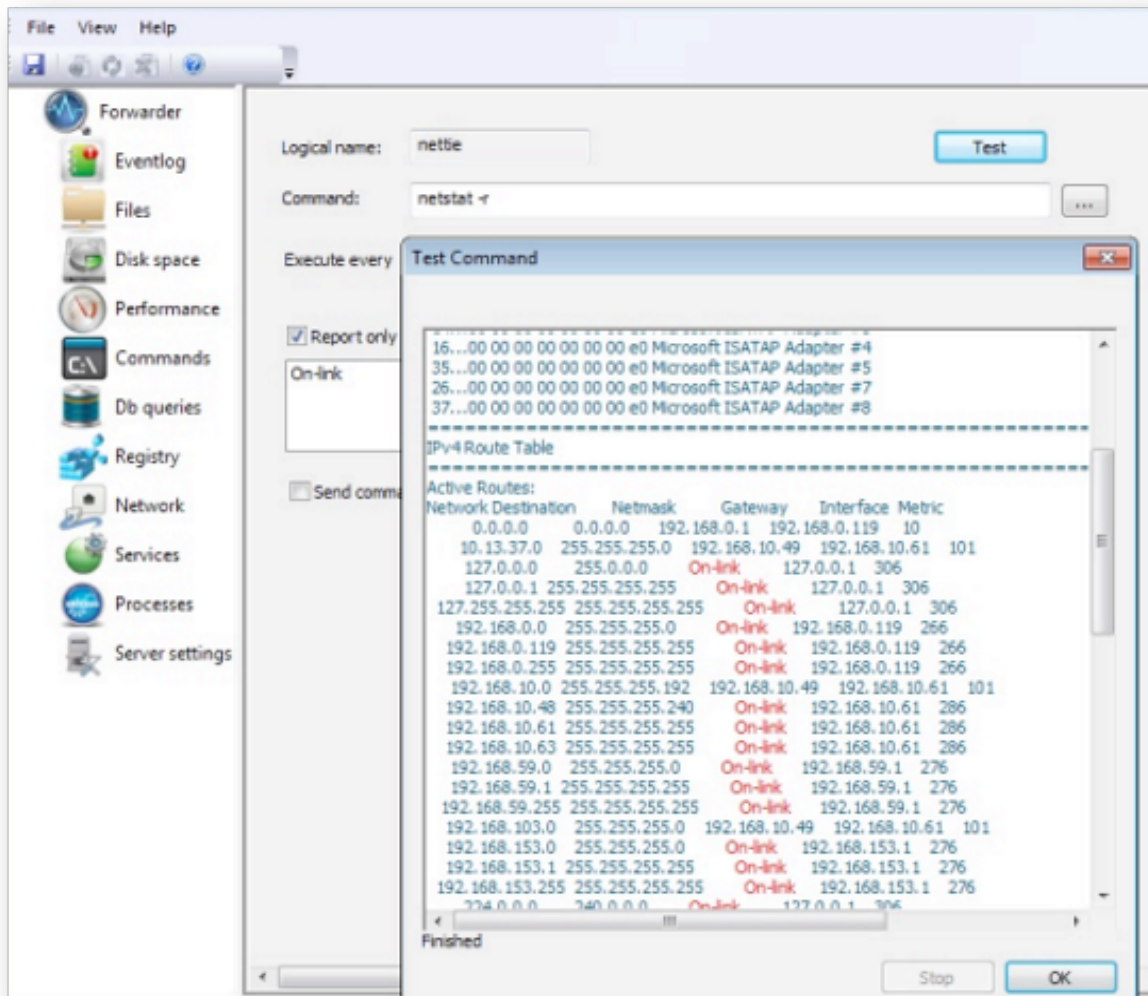 File View Help
Forwarder
Eventlog
Files
Disk space
Performance
Commands
Db queries
Registry
Network
Services
Processes
Server settings
Logical name: nettie Test
Command: netstat -r ...
Execute every
Report only
On-link
Send comma
Test Command
16...00 00 00 00 00 00 00 e0 Microsoft ISATAP Adapter #4
35...00 00 00 00 00 00 00 e0 Microsoft ISATAP Adapter #5
26...00 00 00 00 00 00 00 e0 Microsoft ISATAP Adapter #7
37...00 00 00 00 00 00 00 e0 Microsoft ISATAP Adapter #8
IPv4 Route Table
Active Routes:
Network Destination Netmask Gateway Interface Metric
0.0.0.0 0.0.0.0 192.168.0.1 192.168.0.119 10
10.13.37.0 255.255.255.0 192.168.10.49 192.168.10.61 101
127.0.0.0 255.0.0.0 On-link 127.0.0.1 306
127.0.0.1 255.255.255.255 On-link 127.0.0.1 306
127.255.255.255 255.255.255.255 On-link 127.0.0.1 306
192.168.0.0 255.255.255.0 On-link 192.168.0.119 266
192.168.0.119 255.255.255.255 On-link 192.168.0.119 266
192.168.0.255 255.255.255.255 On-link 192.168.0.119 266
192.168.10.0 255.255.255.192 192.168.10.49 192.168.10.61 101
192.168.10.48 255.255.255.240 On-link 192.168.10.61 286
192.168.10.61 255.255.255.255 On-link 192.168.10.61 286
192.168.10.63 255.255.255.255 On-link 192.168.10.61 286
192.168.59.0 255.255.255.0 On-link 192.168.59.1 276
192.168.59.1 255.255.255.255 On-link 192.168.59.1 276
192.168.59.255 255.255.255.255 On-link 192.168.59.1 276
192.168.103.0 255.255.255.0 192.168.10.49 192.168.10.61 101
192.168.153.0 255.255.255.0 On-link 192.168.153.1 276
192.168.153.1 255.255.255.255 On-link 192.168.153.1 276
192.168.153.255 255.255.255.255 On-link 192.168.153.1 276
224.0.0.0 240.0.0.0 On-link 127.0.0.1 306
Finished
Stop OK